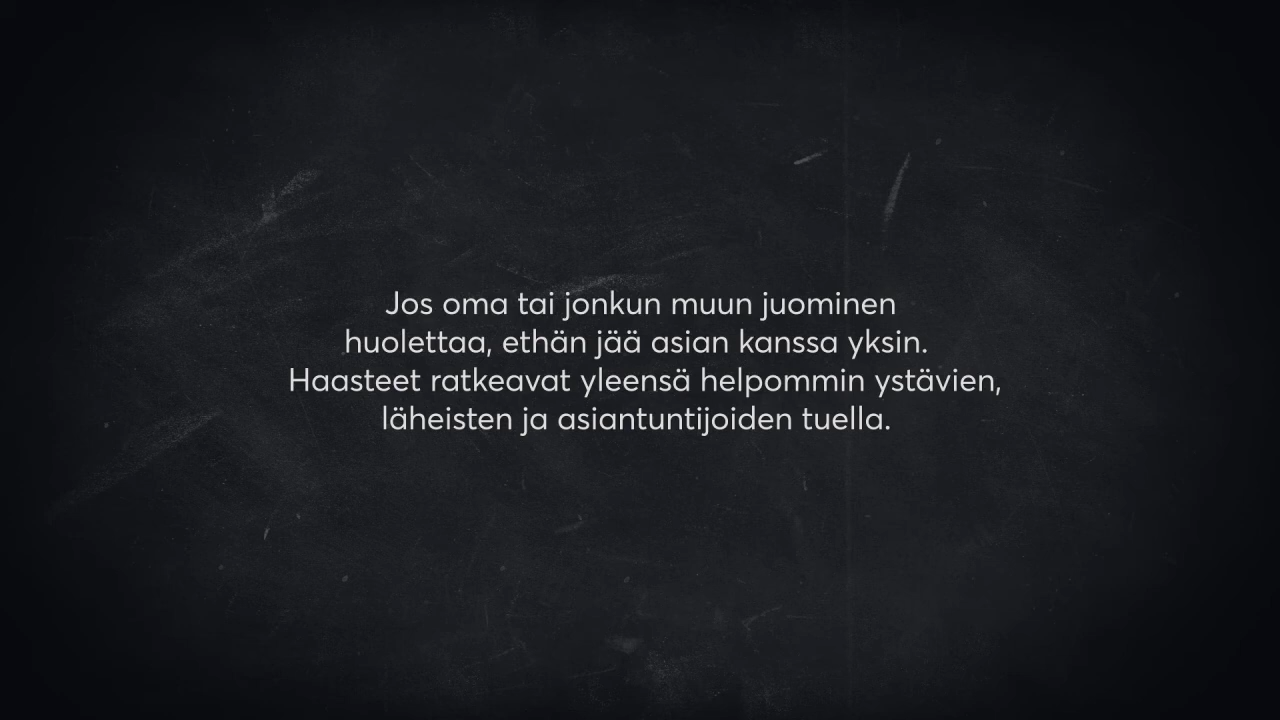 Jos oma tai jonkun muun juominen
huolettaa, ethän jää asian kanssa yksin.
Haasteet ratkeavat yleensä helpommin ystävien,
läheisten ja asiantuntijoiden tuella.